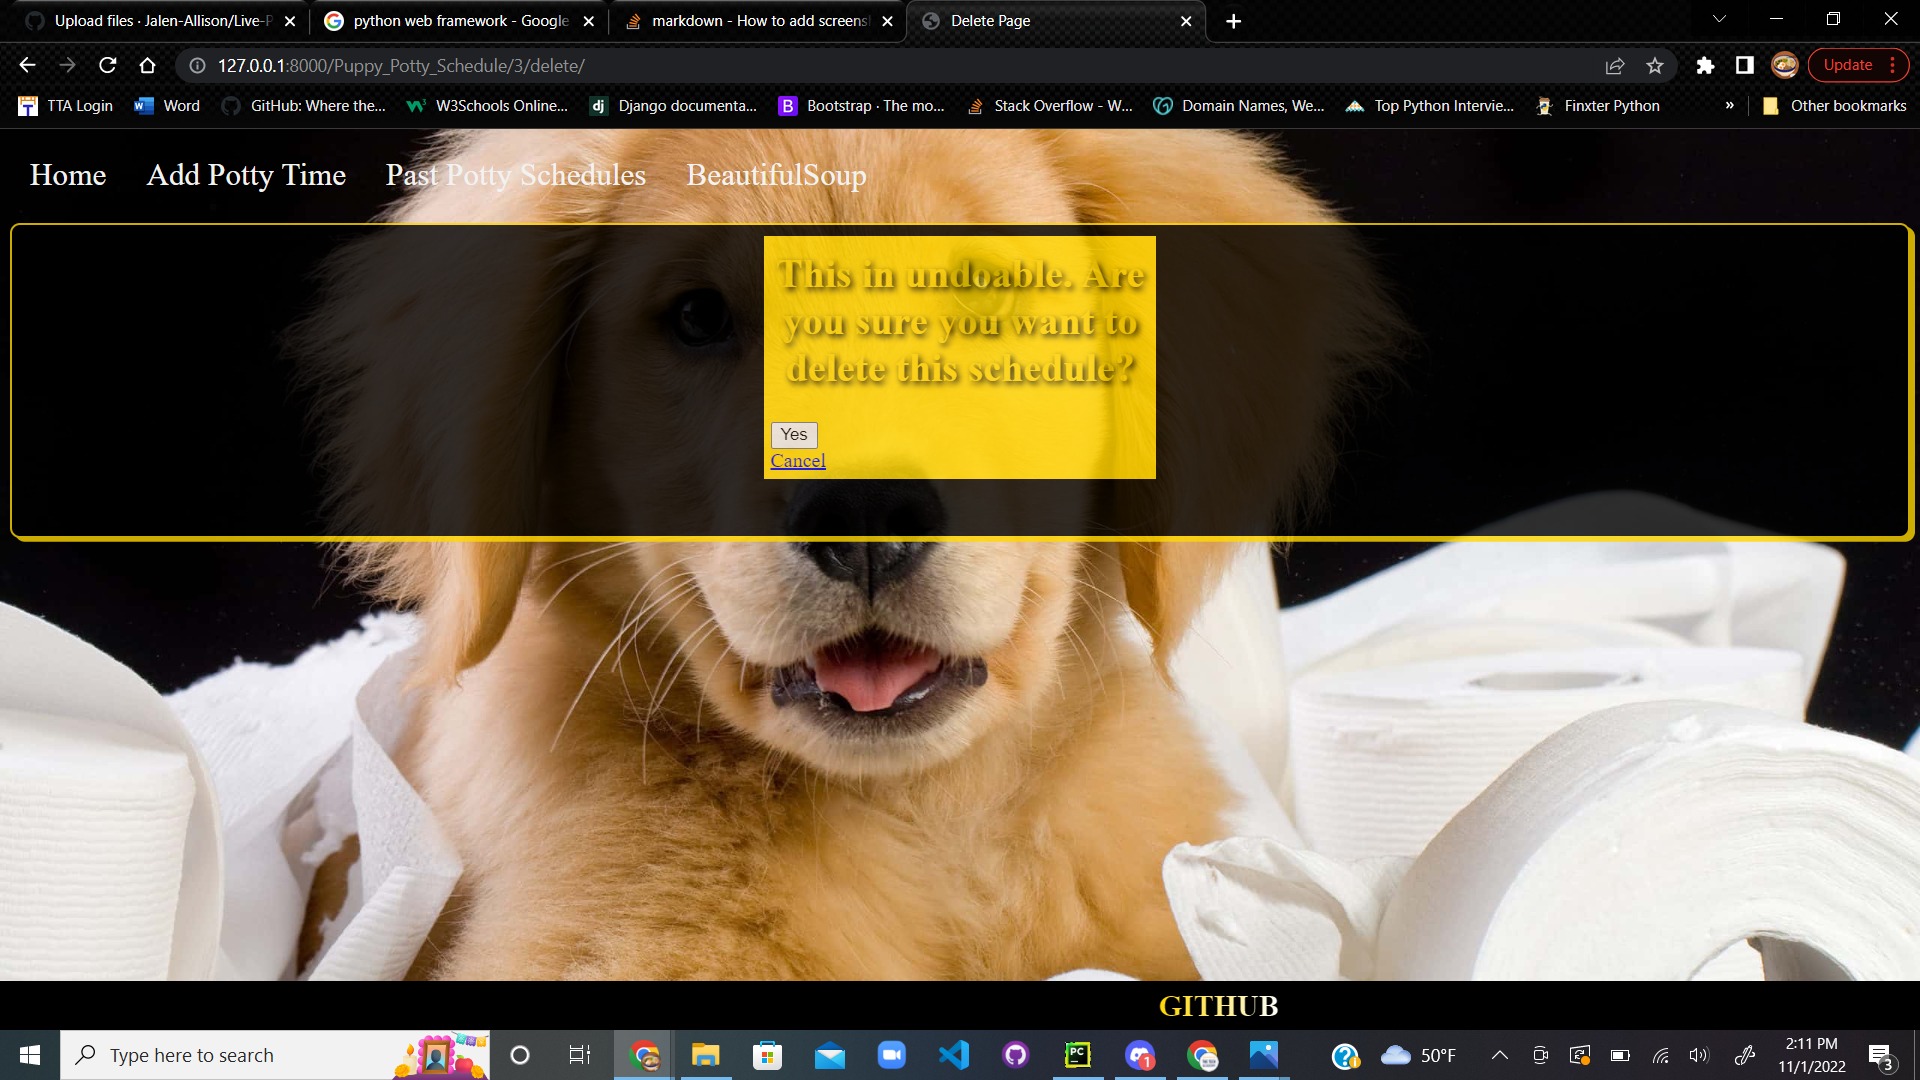 Upload files · Jalen-Allison/Live-P
python web framework - Google
markdown - How to add screensh
Delete Page
127.0.0.1:8000/Puppy_Potty_Schedule/3/delete/
Update
TTA Login
Word
GitHub: Where the...
W3Schools Online...
Django documenta...
Bootstrap · The mo...
Stack Overflow - W...
Domain Names, We...
Top Python Intervie...
Finxter Python
»
Other bookmarks
Home
Add Potty Time
Past Potty Schedules
BeautifulSoup
This in undoable. Are
you sure you want to
delete this schedule?
Yes
Cancel
GITHUB
Type here to search
50°F
2:11 PM
11/1/2022
3